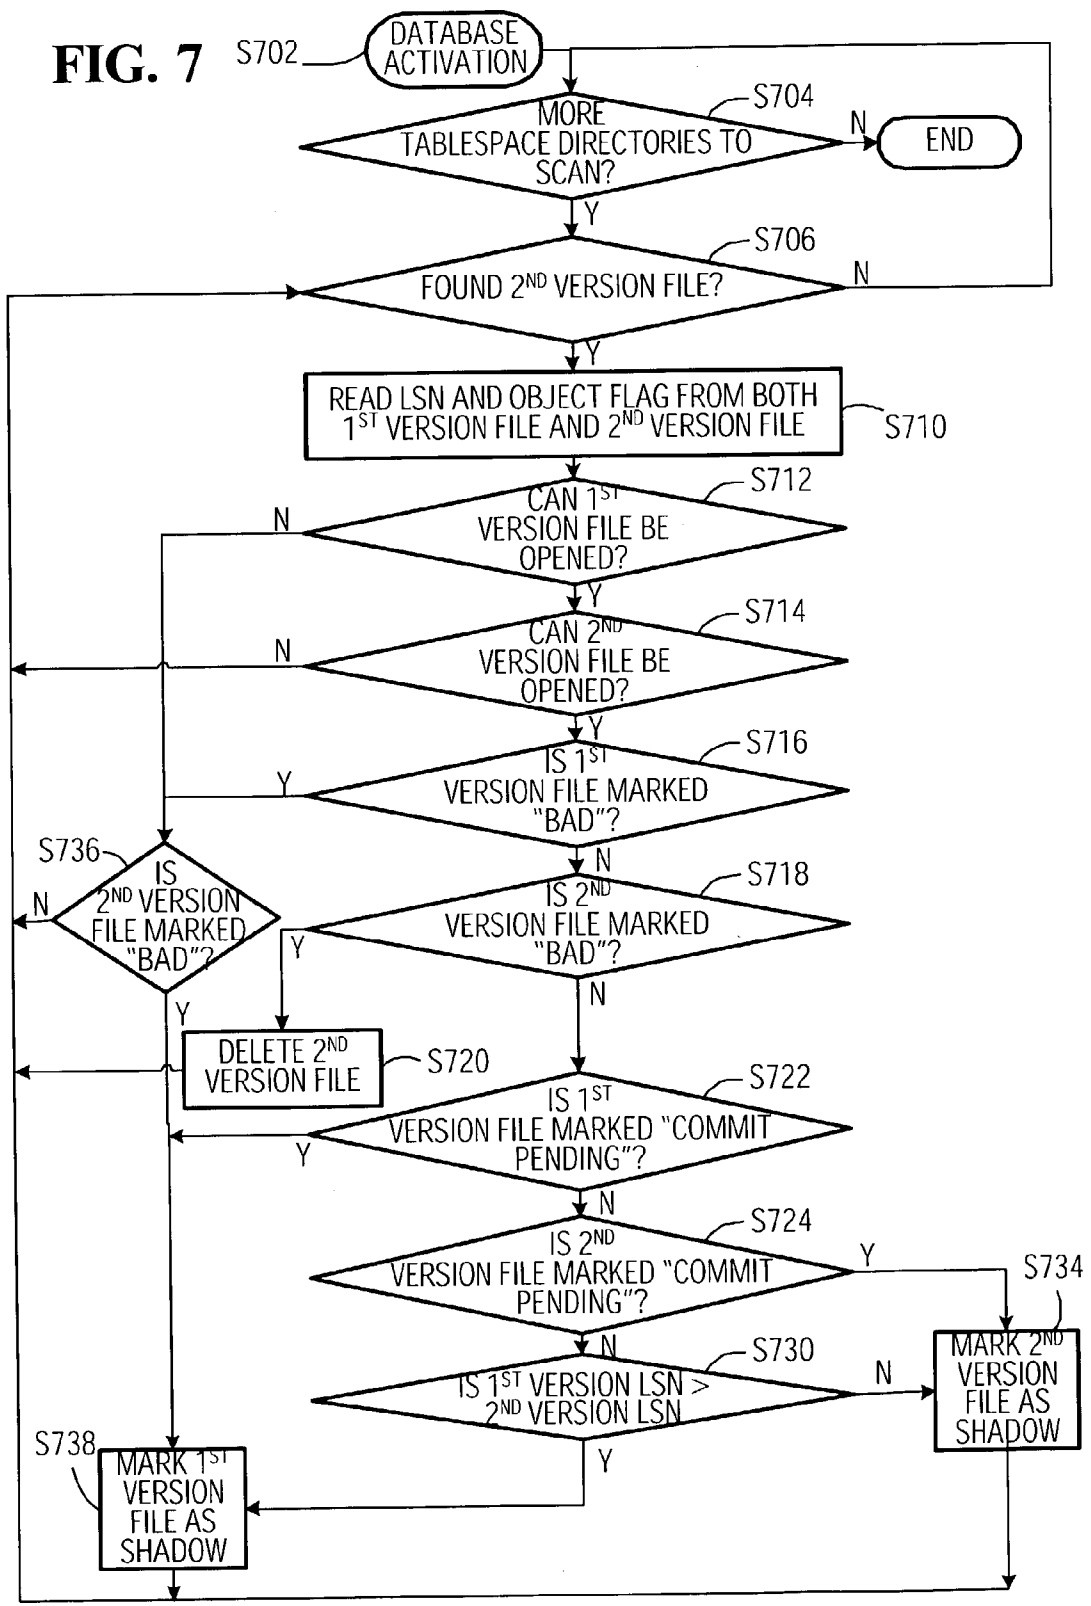 FIG. 7
S702
DATABASE
ACTIVATION
S704
MORE
TABLESPACE DIRECTORIES TO
SCAN?
N
END
Y
S706
FOUND 2ND VERSION FILE?
N
Y
READ LSN AND OBJECT FLAG FROM BOTH
1ST VERSION FILE AND 2ND VERSION FILE
S710
S712
CAN 1ST
VERSION FILE BE
OPENED?
N
Y
S714
CAN 2ND
VERSION FILE BE
OPENED?
N
Y
S716
IS 1ST
VERSION FILE MARKED
"BAD"?
Y
N
S736
IS
2ND VERSION
FILE MARKED
"BAD"?
N
Y
S718
IS 2ND
VERSION FILE MARKED
"BAD"?
Y
N
DELETE 2ND
VERSION FILE
S720
S722
IS 1ST
VERSION FILE MARKED "COMMIT
PENDING"?
Y
N
S724
IS 2ND
VERSION FILE MARKED "COMMIT
PENDING"?
Y
N
S734
MARK 2ND
VERSION
FILE AS
SHADOW
S730
IS 1ST VERSION LSN >
2ND VERSION LSN
N
Y
S738
MARK 1ST
VERSION
FILE AS
SHADOW